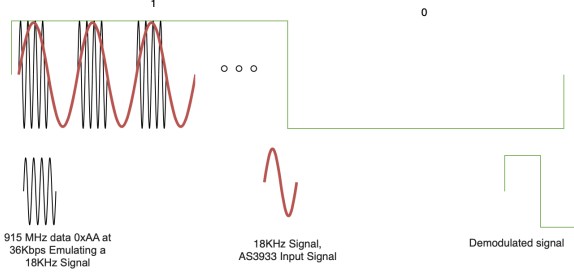 1
0
915 MHz data 0xAA at
36Kbps Emulating a
18KHz Signal
18KHz Signal,
AS3933 Input Signal
Demodulated signal